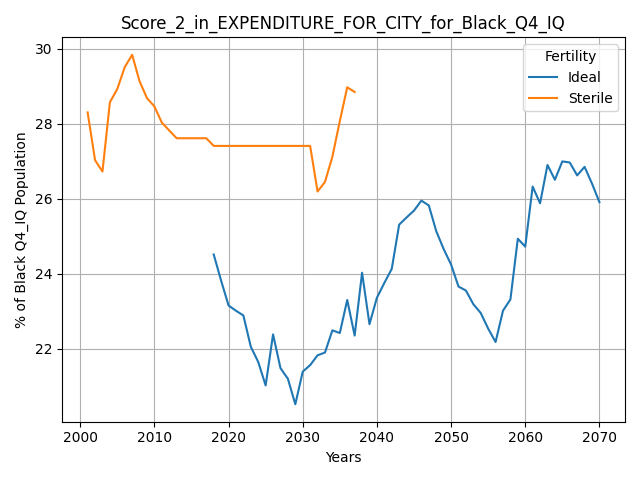 Score_2_in_EXPENDITURE_FOR_CITY_for_Black_Q4_IQ
30
28
26
24
22
% of Black Q4_IQ Population
Fertility
Ideal
Sterile
2000 2010 2020 2030 2040 2050 2060 2070
Years